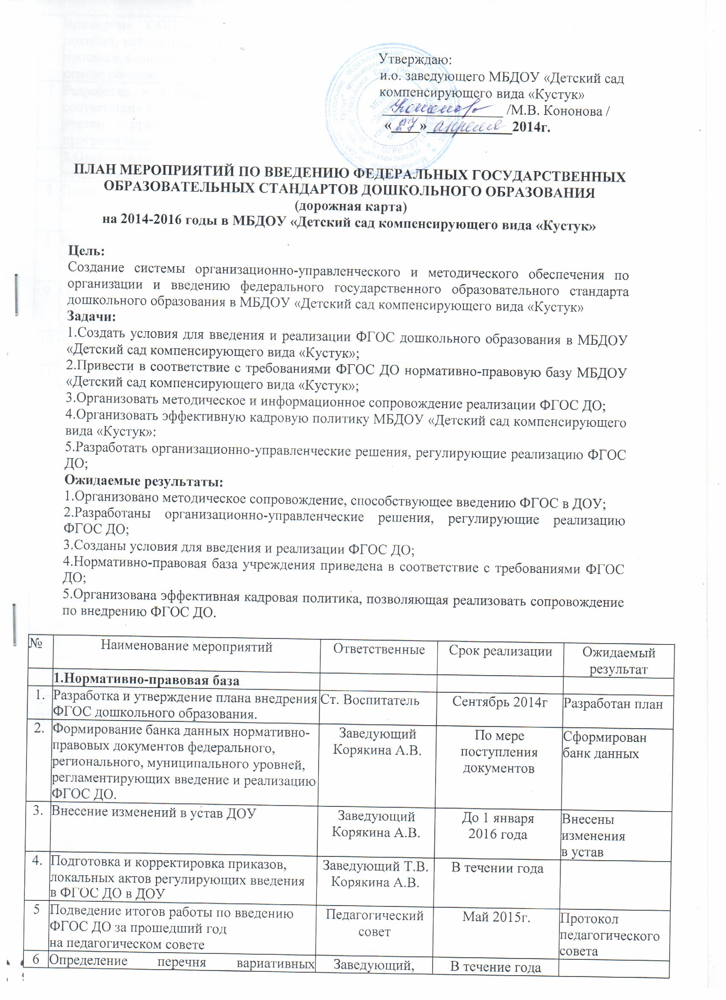 Утверждаю:
и.о. заведующего МБДОУ «Детский сад
компенсирующего вида «Кустук»
Кононова /М.В. Кононова /
«27» апреля 2014г.
ПЛАН МЕРОПРИЯТИЙ ПО ВВЕДЕНИЮ ФЕДЕРАЛЬНЫХ ГОСУДАРСТВЕННЫХ
ОБРАЗОВАТЕЛЬНЫХ СТАНДАРТОВ ДОШКОЛЬНОГО ОБРАЗОВАНИЯ
(дорожная карта)
на 2014-2016 годы в МБДОУ «Детский сад компенсирующего вида «Кустук»
Цель:
Создание системы организационно-управленческого и методического обеспечения по
организации и введению федерального государственного образовательного стандарта
дошкольного образования в МБДОУ «Детский сад компенсирующего вида «Кустук»
Задачи:
1.Создать условия для введения и реализации ФГОС дошкольного образования в МБДОУ
«Детский сад компенсирующего вида «Кустук»;
2.Привести в соответствие с требованиями ФГОС ДО нормативно-правовую базу МБДОУ
«Детский сад компенсирующего вида «Кустук»;
3.Организовать методическое и информационное сопровождение реализации ФГОС ДО;
4.Организовать эффективную кадровую политику МБДОУ «Детский сад компенсирующего
вида «Кустук»:
5.Разработать организационно-управленческие решения, регулирующие реализацию ФГОС
ДО;
Ожидаемые результаты:
1.Организовано методическое сопровождение, способствующее введению ФГОС в ДОУ;
2.Разработаны организационно-управленческие решения, регулирующие реализацию
ФГОС ДО;
3.Созданы условия для введения и реализации ФГОС ДО;
4.Нормативно-правовая база учреждения приведена в соответствие с требованиями ФГОС
ДО;
5.Организована эффективная кадровая политика, позволяющая реализовать сопровождение
по внедрению ФГОС ДО.
№ Наименование мероприятий Ответственные Срок реализации Ожидаемый
результат
1.Нормативно-правовая база
1. Разработка и утверждение плана внедрения Ст. Воспитатель Сентябрь 2014г Разработан план
ФГОС дошкольного образования.
2. Формирование банка данных нормативно- Заведующий По мере Сформирован
правовых документов федерального, Корякина А.В. поступления банк данных
регионального, муниципального уровней, документов
регламентирующих введение и реализацию
ФГОС ДО.
3. Внесение изменений в устав ДОУ Заведующий До 1 января Внесены
Корякина А.В. 2016 года изменения
в устав
4. Подготовка и корректировка приказов, Заведующий Т.В. В течении года
локальных актов регулирующих введения Корякина А.В.
в ФГОС ДО в ДОУ
5 Подведение итогов работы по введению Педагогический Май 2015г. Протокол
ФГОС ДО за прошедший год совет педагогического
на педагогическом совете совета
6 Определение перечня вариативных Заведующий, В течение года